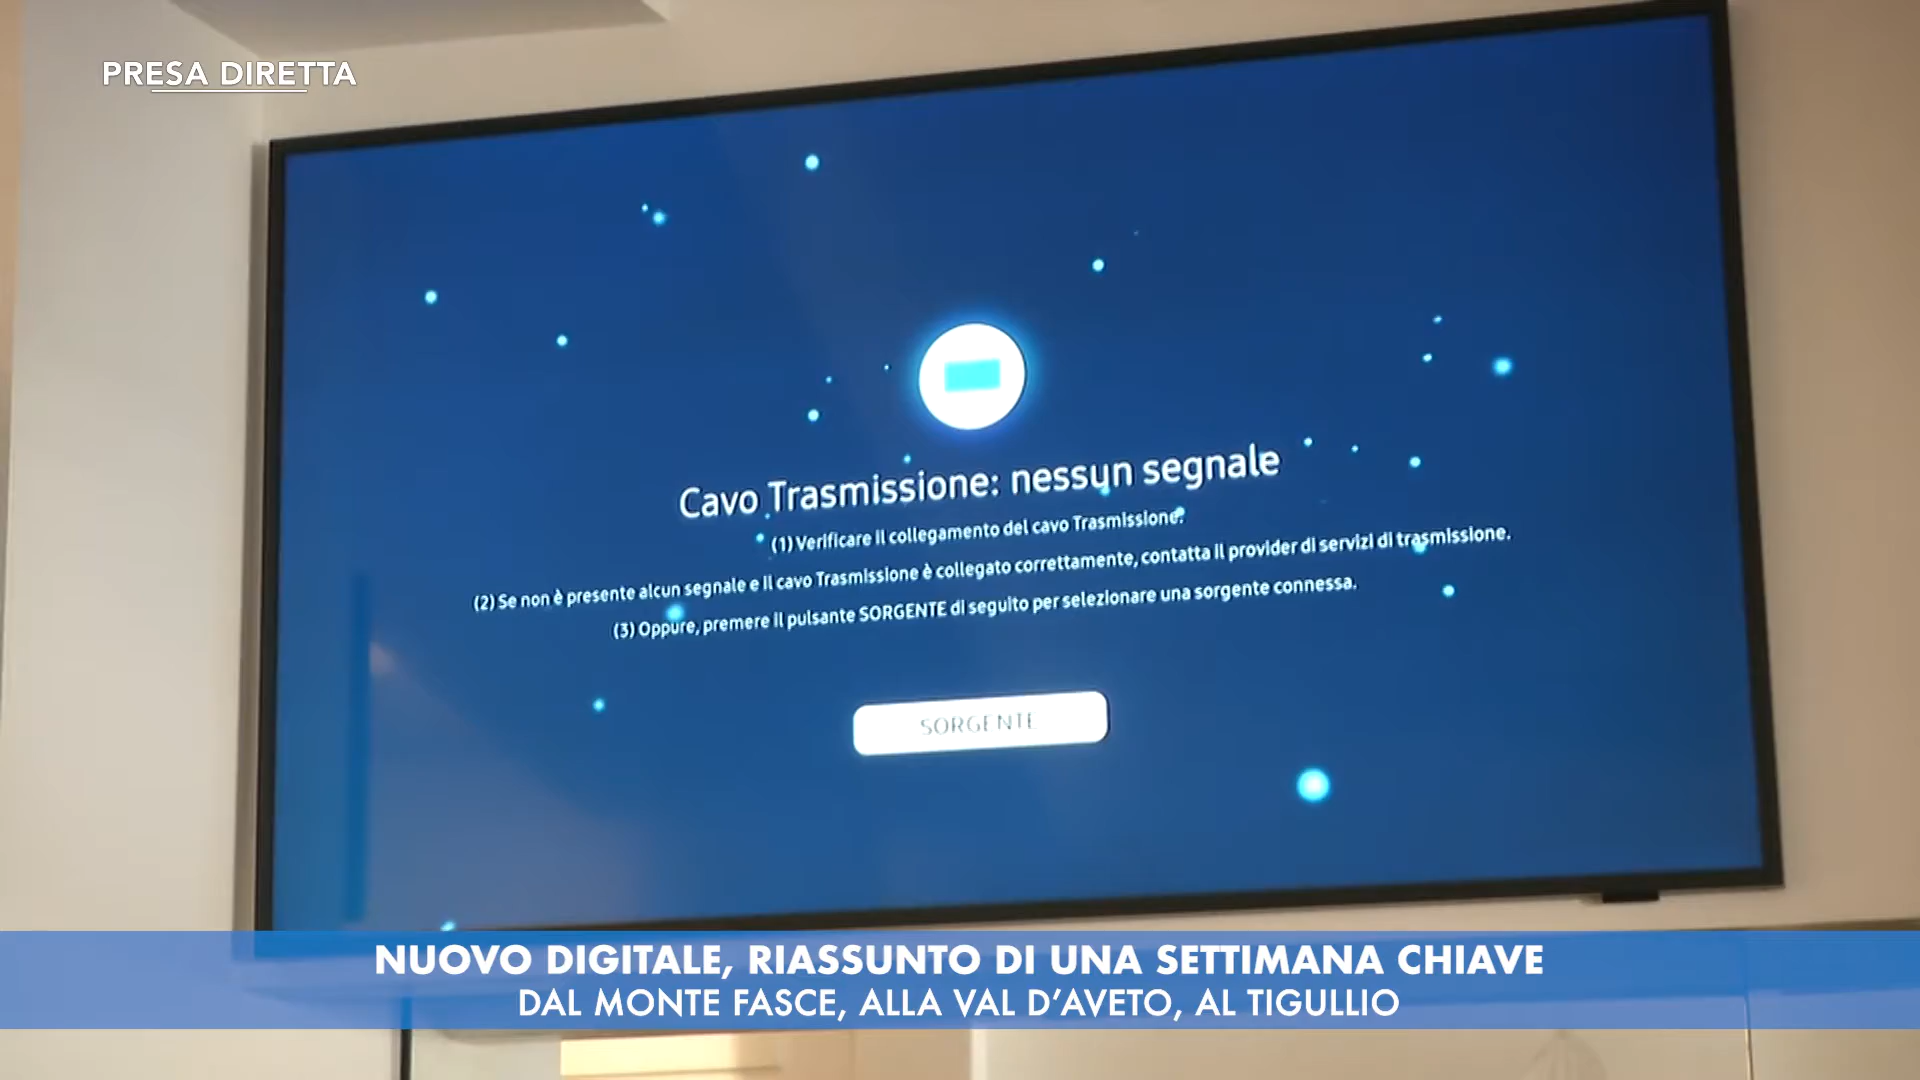 PRESA DIRETTA
Cavo Trasmissione: nessun segnale
(1) Verificare il collegamento del cavo Trasmissione.
(2) Se non è presente alcun segnale e il cavo Trasmissione è collegato correttamente, contatta il provider di servizi di trasmissione.
(3) Oppure, premere il pulsante SORGENTE di seguito per selezionare una sorgente connessa.
SORGENTE
NUOVO DIGITALE, RIASSUNTO DI UNA SETTIMANA CHIAVE
DAL MONTE FASCE, ALLA VAL D'AVETO, AL TIGULLIO